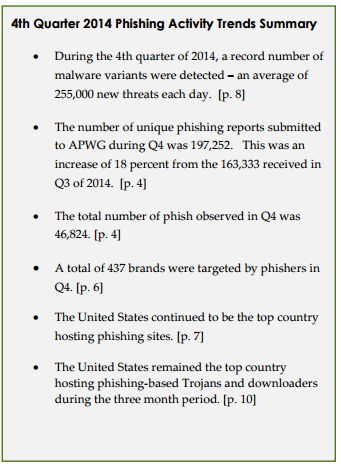 4th Quarter 2014 Phishing Activity Trends Summary
• During the 4th quarter of 2014, a record number of
malware variants were detected – an average of
255,000 new threats each day. [p. 8]
• The number of unique phishing reports submitted
to APWG during Q4 was 197,252. This was an
increase of 18 percent from the 163,333 received in
Q3 of 2014. [p. 4]
• The total number of phish observed in Q4 was
46,824. [p. 4]
• A total of 437 brands were targeted by phishers in
Q4. [p. 6]
• The United States continued to be the top country
hosting phishing sites. [p. 7]
• The United States remained the top country
hosting phishing-based Trojans and downloaders
during the three month period. [p. 10]